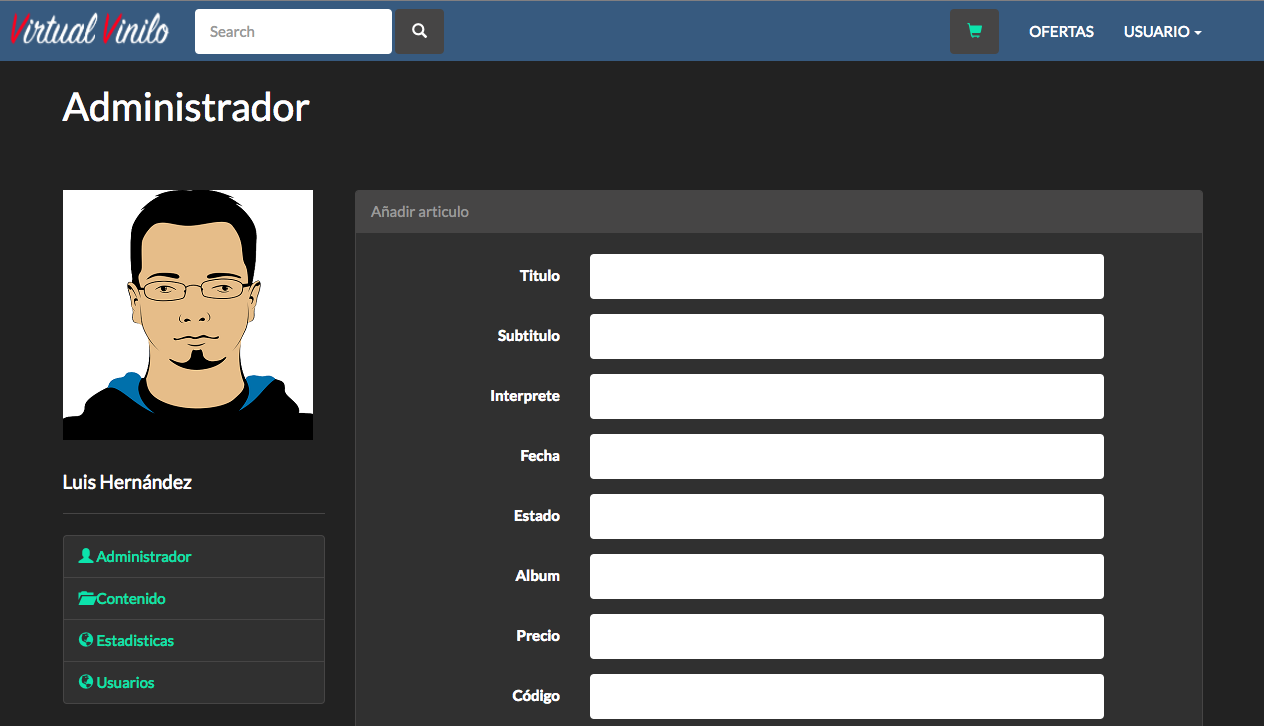 Virtual Vinilo
Search
OFERTAS
USUARIO
Administrador
Añadir articulo
Titulo
Subtitulo
Interprete
Fecha
Estado
Album
Precio
Código
Luis Hernández
Administrador
Contenido
Estadisticas
Usuarios